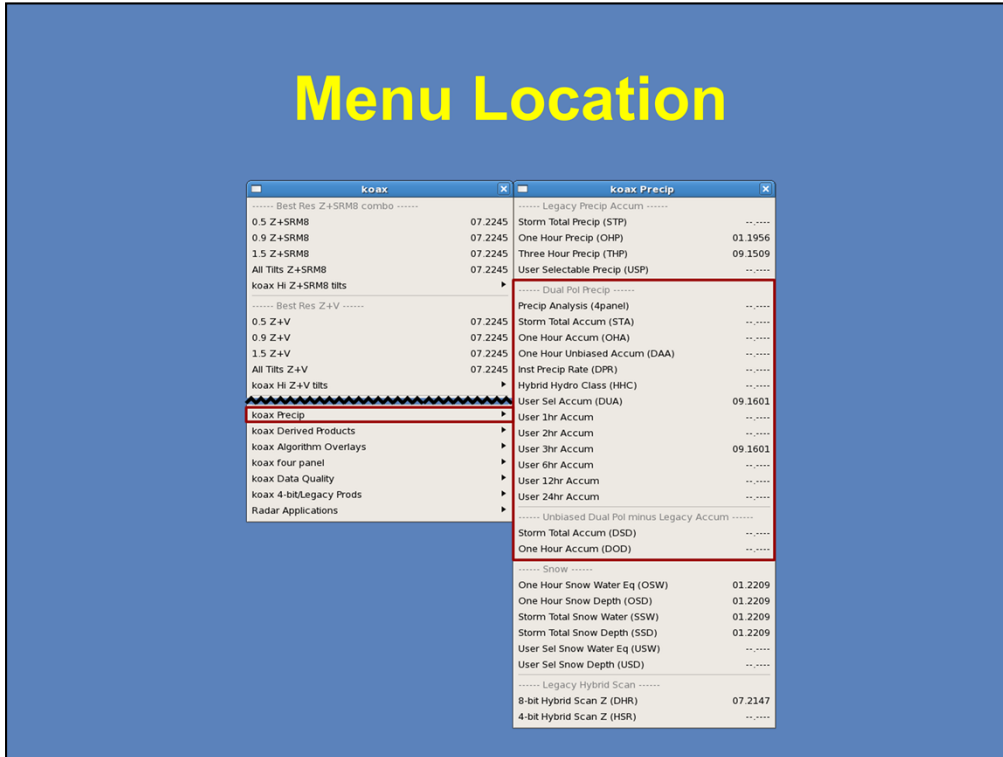 Menu Location
koax
------ Best Res Z+SRM8 combo ------
0.5 Z+SRM8 07.2245
0.9 Z+SRM8 07.2245
1.5 Z+SRM8 07.2245
All Tilts Z+SRM8 07.2245
koax Hi Z+SRM8 tilts
------ Best Res Z+V ------
0.5 Z+V 07.2245
0.9 Z+V 07.2245
1.5 Z+V 07.2245
All Tilts Z+V 07.2245
koax Hi Z+V tilts
koax Precip
koax Derived Products
koax Algorithm Overlays
koax four panel
koax Data Quality
koax 4-bit/Legacy Prods
Radar Applications
koax Precip
------ Legacy Precip Accum ------
Storm Total Precip (STP) --.----
One Hour Precip (OHP) 01.1956
Three Hour Precip (THP) 09.1509
User Selectable Precip (USP) --.----
------ Dual Pol Precip ------
Precip Analysis (4panel) --.----
Storm Total Accum (STA) --.----
One Hour Accum (OHA) --.----
One Hour Unbiased Accum (DAA) --.----
Inst Precip Rate (DPR) --.----
Hybrid Hydro Class (HHC) --.----
User Sel Accum (DUA) 09.1601
User 1hr Accum --.----
User 2hr Accum --.----
User 3hr Accum 09.1601
User 6hr Accum --.----
User 12hr Accum --.----
User 24hr Accum --.----
------ Unbiased Dual Pol minus Legacy Accum ------
Storm Total Accum (DSD) --.----
One Hour Accum (DOD) --.----
------ Snow ------
One Hour Snow Water Eq (OSW) 01.2209
One Hour Snow Depth (OSD) 01.2209
Storm Total Snow Water (SSW) 01.2209
Storm Total Snow Depth (SSD) 01.2209
User Sel Snow Water Eq (USW) --.----
User Sel Snow Depth (USD) --.----
------ Legacy Hybrid Scan ------
8-bit Hybrid Scan Z (DHR) 07.2147
4-bit Hybrid Scan Z (HSR) --.----